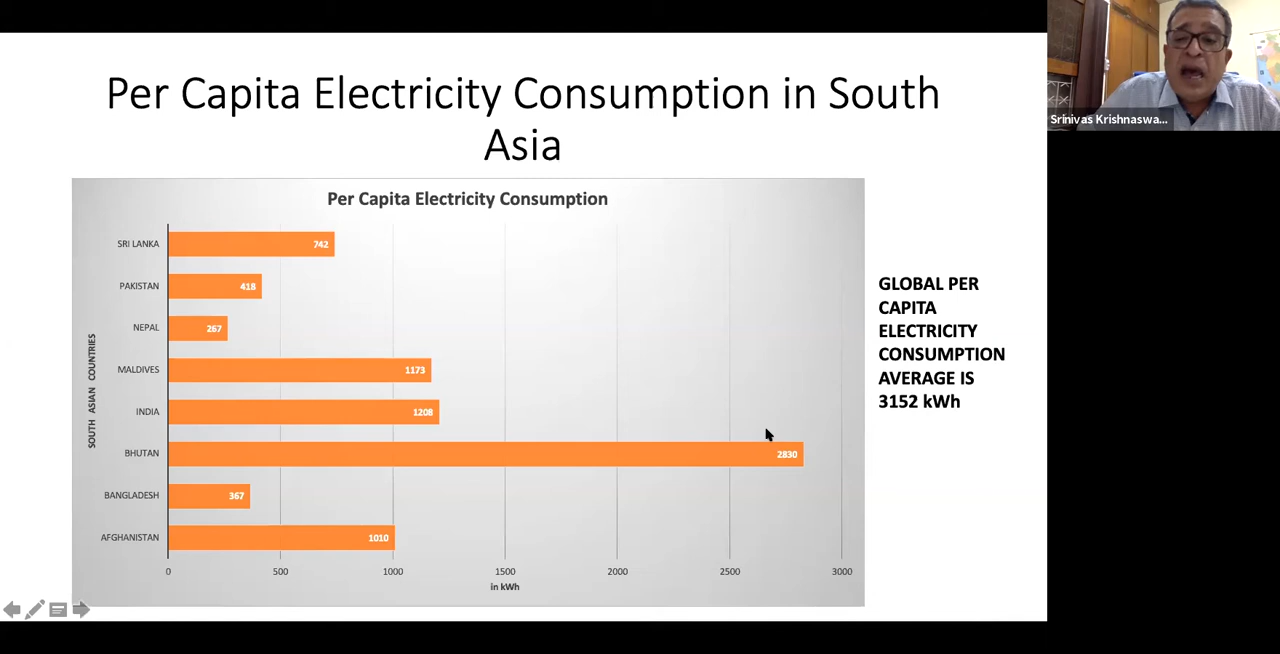 Per Capita Electricity Consumption in South
Asia
Per Capita Electricity Consumption
SRI LANKA 742
PAKISTAN 418
NEPAL 267
MALDIVES 1173
INDIA 1208
BHUTAN 2830
BANGLADESH 367
AFGHANISTAN 1010
SOUTH ASIAN COUNTRIES
0 500 1000 1500 2000 2500 3000
in kWh
GLOBAL PER
CAPITA
ELECTRICITY
CONSUMPTION
AVERAGE IS
3152 kWh
Srinivas Krishnaswa...